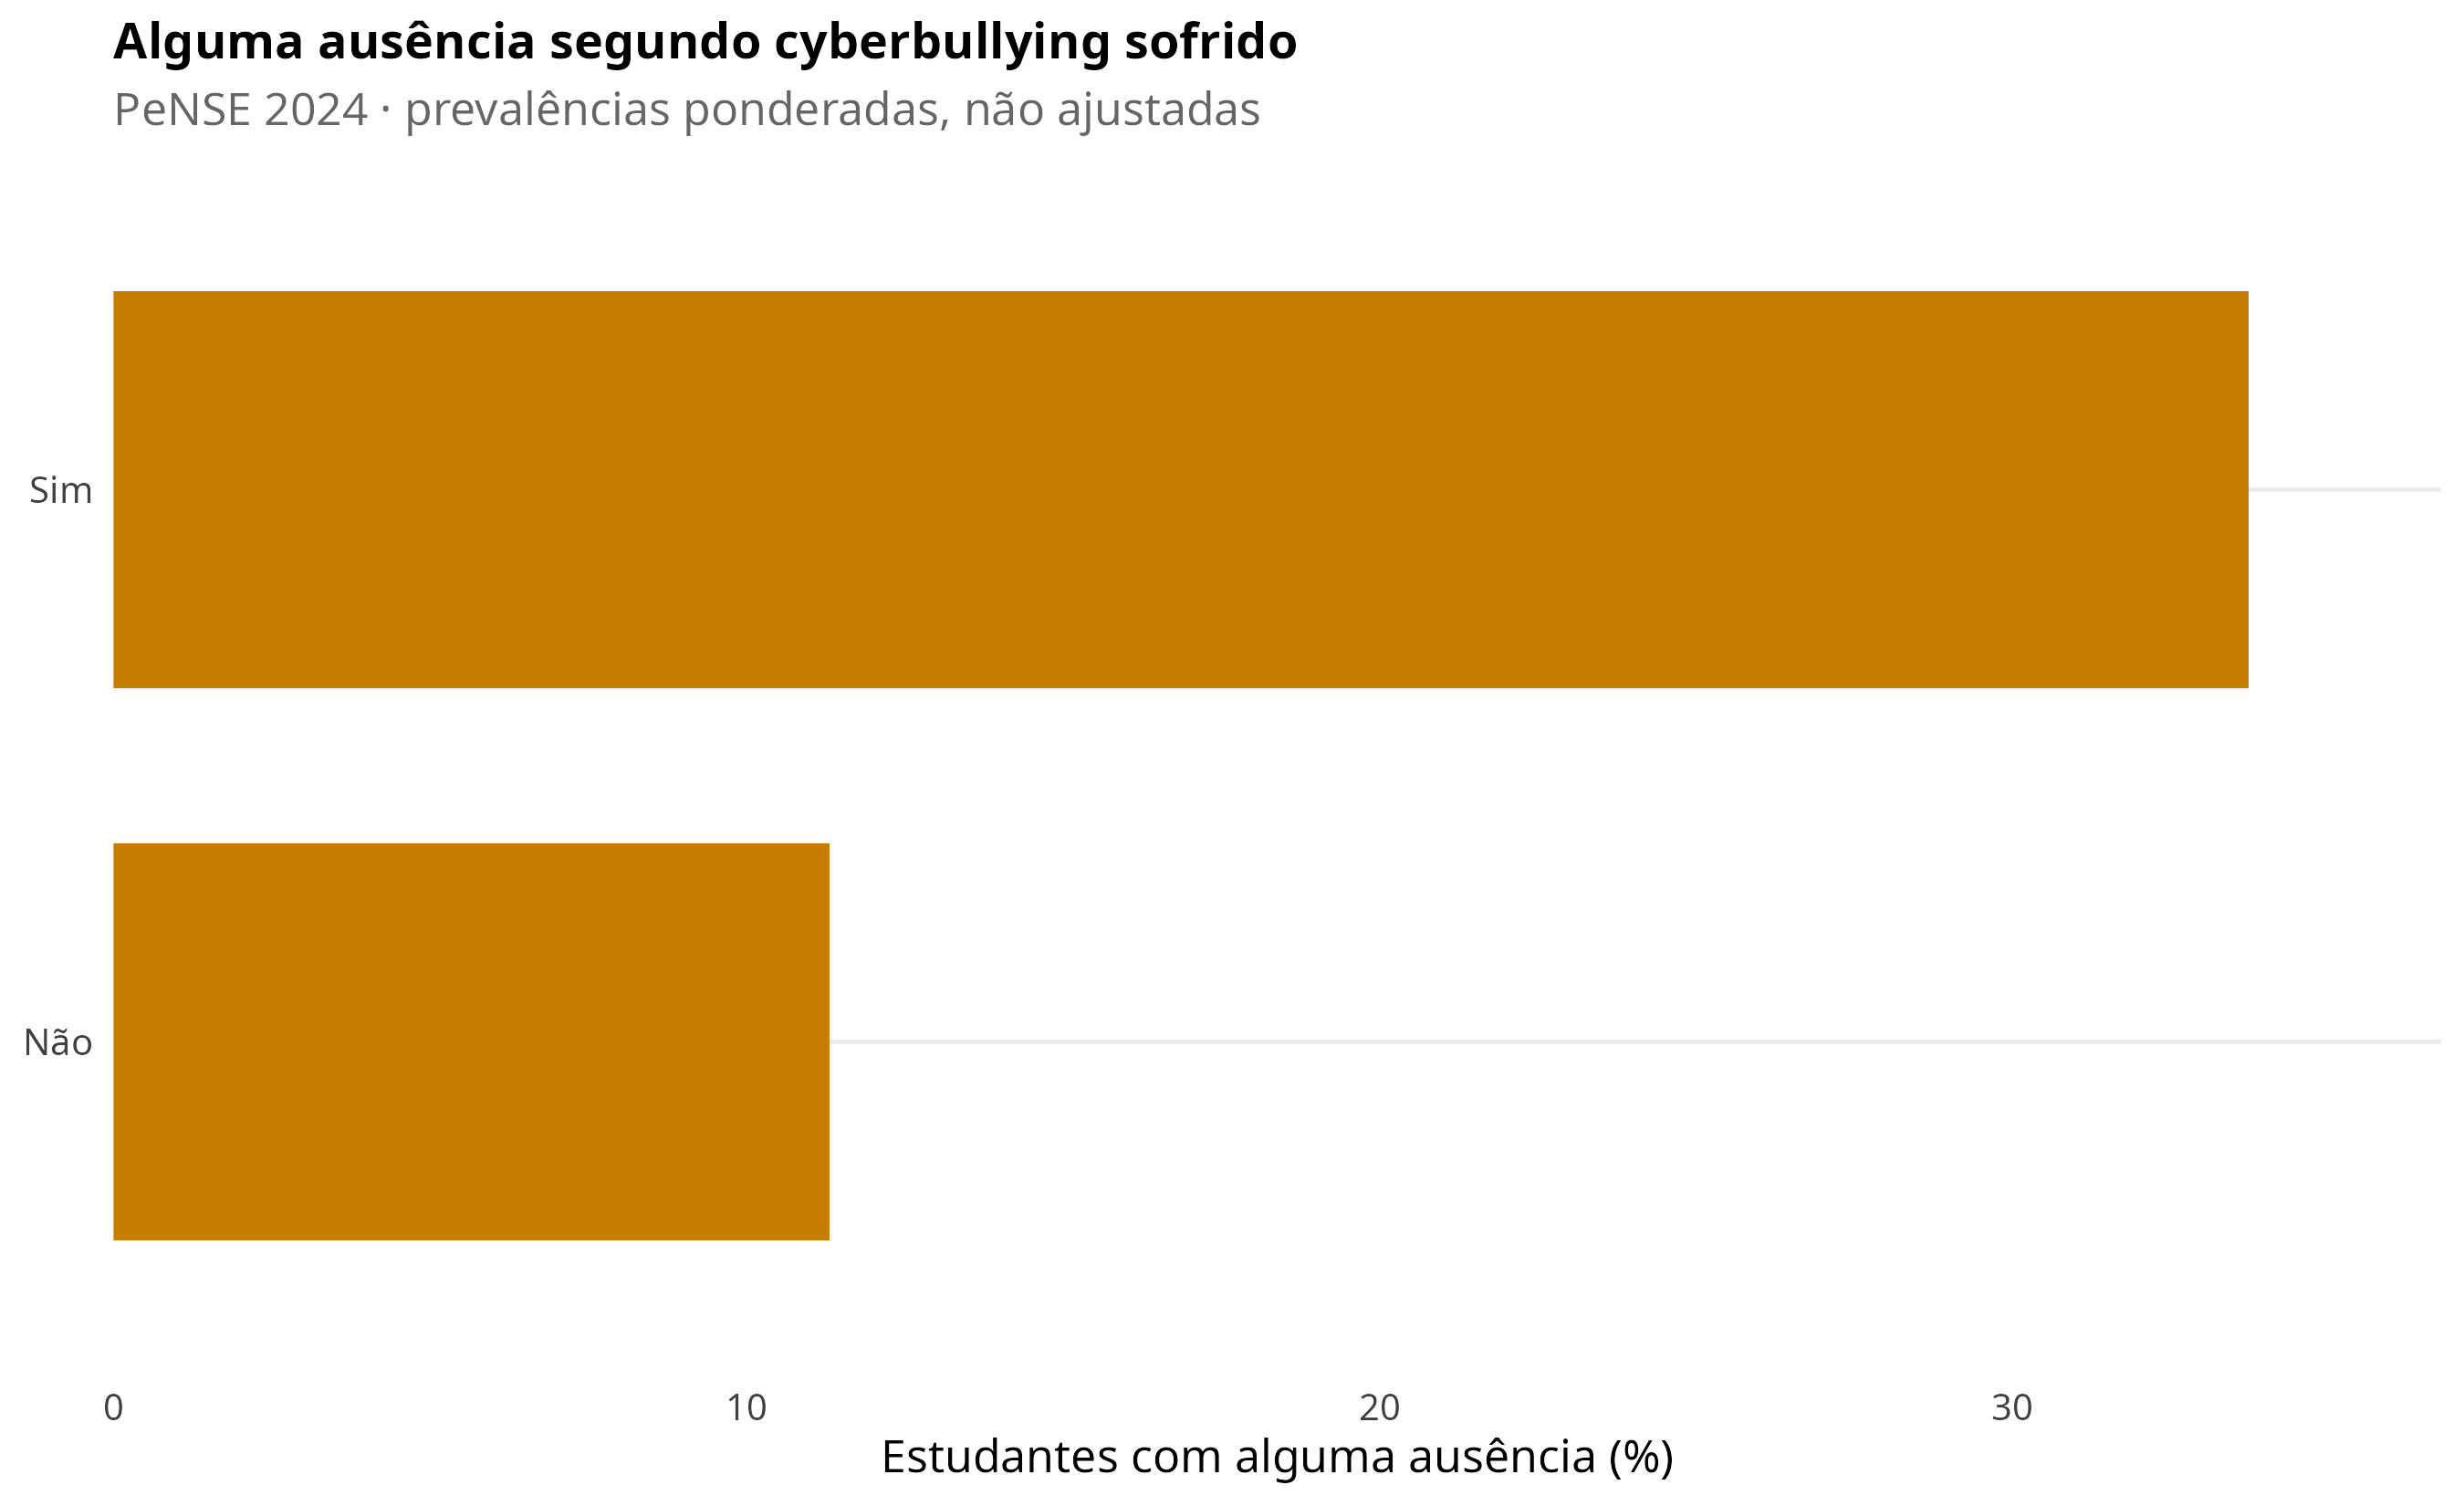 Alguma ausência segundo cyberbullying sofrido
PeNSE 2024 · prevalências ponderadas, não ajustadas
Sim
Não
0 10 20 30
Estudantes com alguma ausência (%)